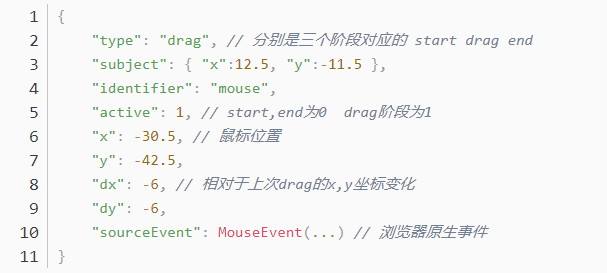 1 {
2     "type": "drag", // 分别是三个阶段对应的 start drag end
3     "subject": { "x":12.5, "y":-11.5 },
4     "identifier": "mouse",
5     "active": 1, // start,end为0  drag阶段为1
6     "x": -30.5, // 鼠标位置
7     "y": -42.5,
8     "dx": -6, // 相对于上次drag的x,y坐标变化
9     "dy": -6,
10     "sourceEvent": MouseEvent(...) // 浏览器原生事件
11 }